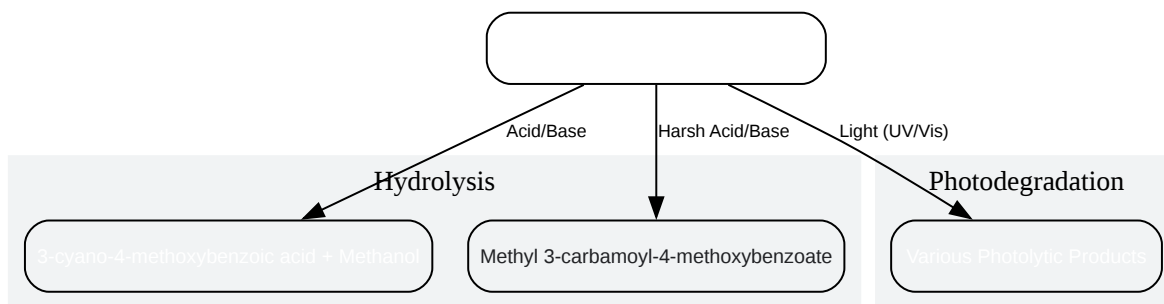 Acid/Base
Harsh Acid/Base
Light (UV/Vis)
Hydrolysis
Photodegradation
3-cyano-4-methoxybenzoic acid + Methanol
Methyl 3-carbamoyl-4-methoxybenzoate
Various Photolytic Products